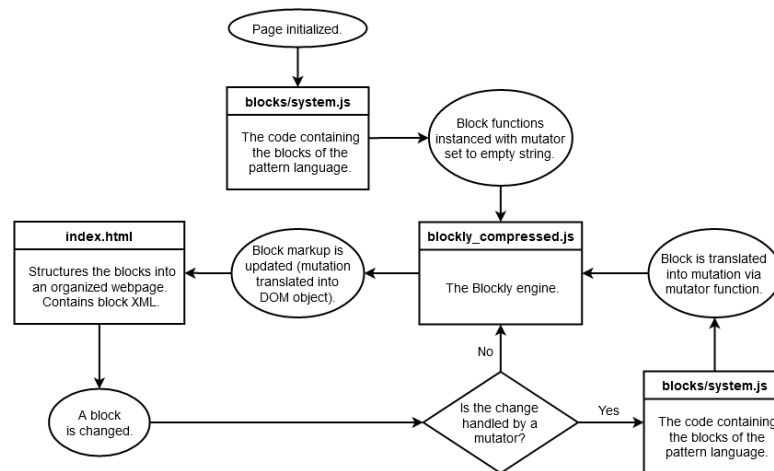 Page initialized.
blocks/system.js
The code containing
the blocks of the
pattern language.
Block functions
instanced with mutator
set to empty string.
index.html
Structures the blocks into
an organized webpage.
Contains block XML.
Block markup is
updated (mutation
translated into
DOM object).
blockly_compressed.js
The Blockly engine.
Block is translated
into mutation via
mutator function.
No
A block
is changed.
Is the change
handled by a
mutator?
Yes
blocks/system.js
The code containing
the blocks of the
pattern language.